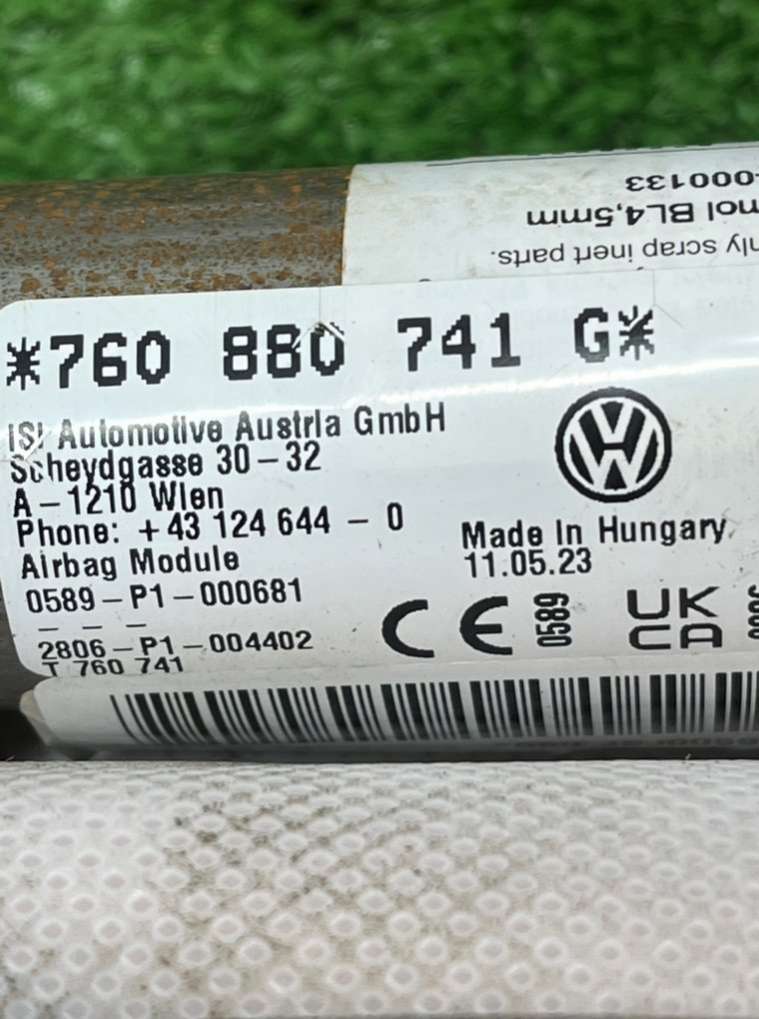 000133
BL4,5mm
scrap inert parts.
*760 880 741 G*
ISI Automotive Austria GmbH
Scheydgasse 30-32
A-1210 Wien
Phone: +43 124 644 - 0
Airbag Module
0589-P1-000681
- - -
2806-P1-004402
T 760 741
Made In Hungary
11.05.23
CE
0589
UK
CA